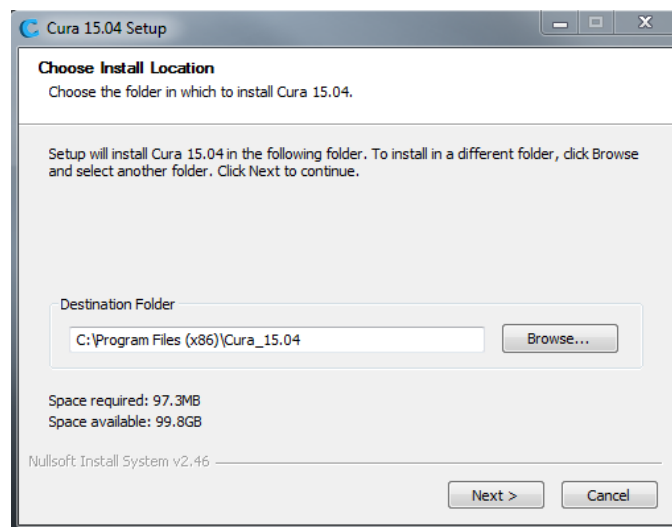 Cura 15.04 Setup
Choose Install Location
Choose the folder in which to install Cura 15.04.
Setup will install Cura 15.04 in the following folder. To install in a different folder, click Browse
and select another folder. Click Next to continue.
Destination Folder
C:\Program Files (x86)\Cura_15.04
Browse...
Space required: 97.3MB
Space available: 99.8GB
Nullsoft Install System v2.46
Next >
Cancel